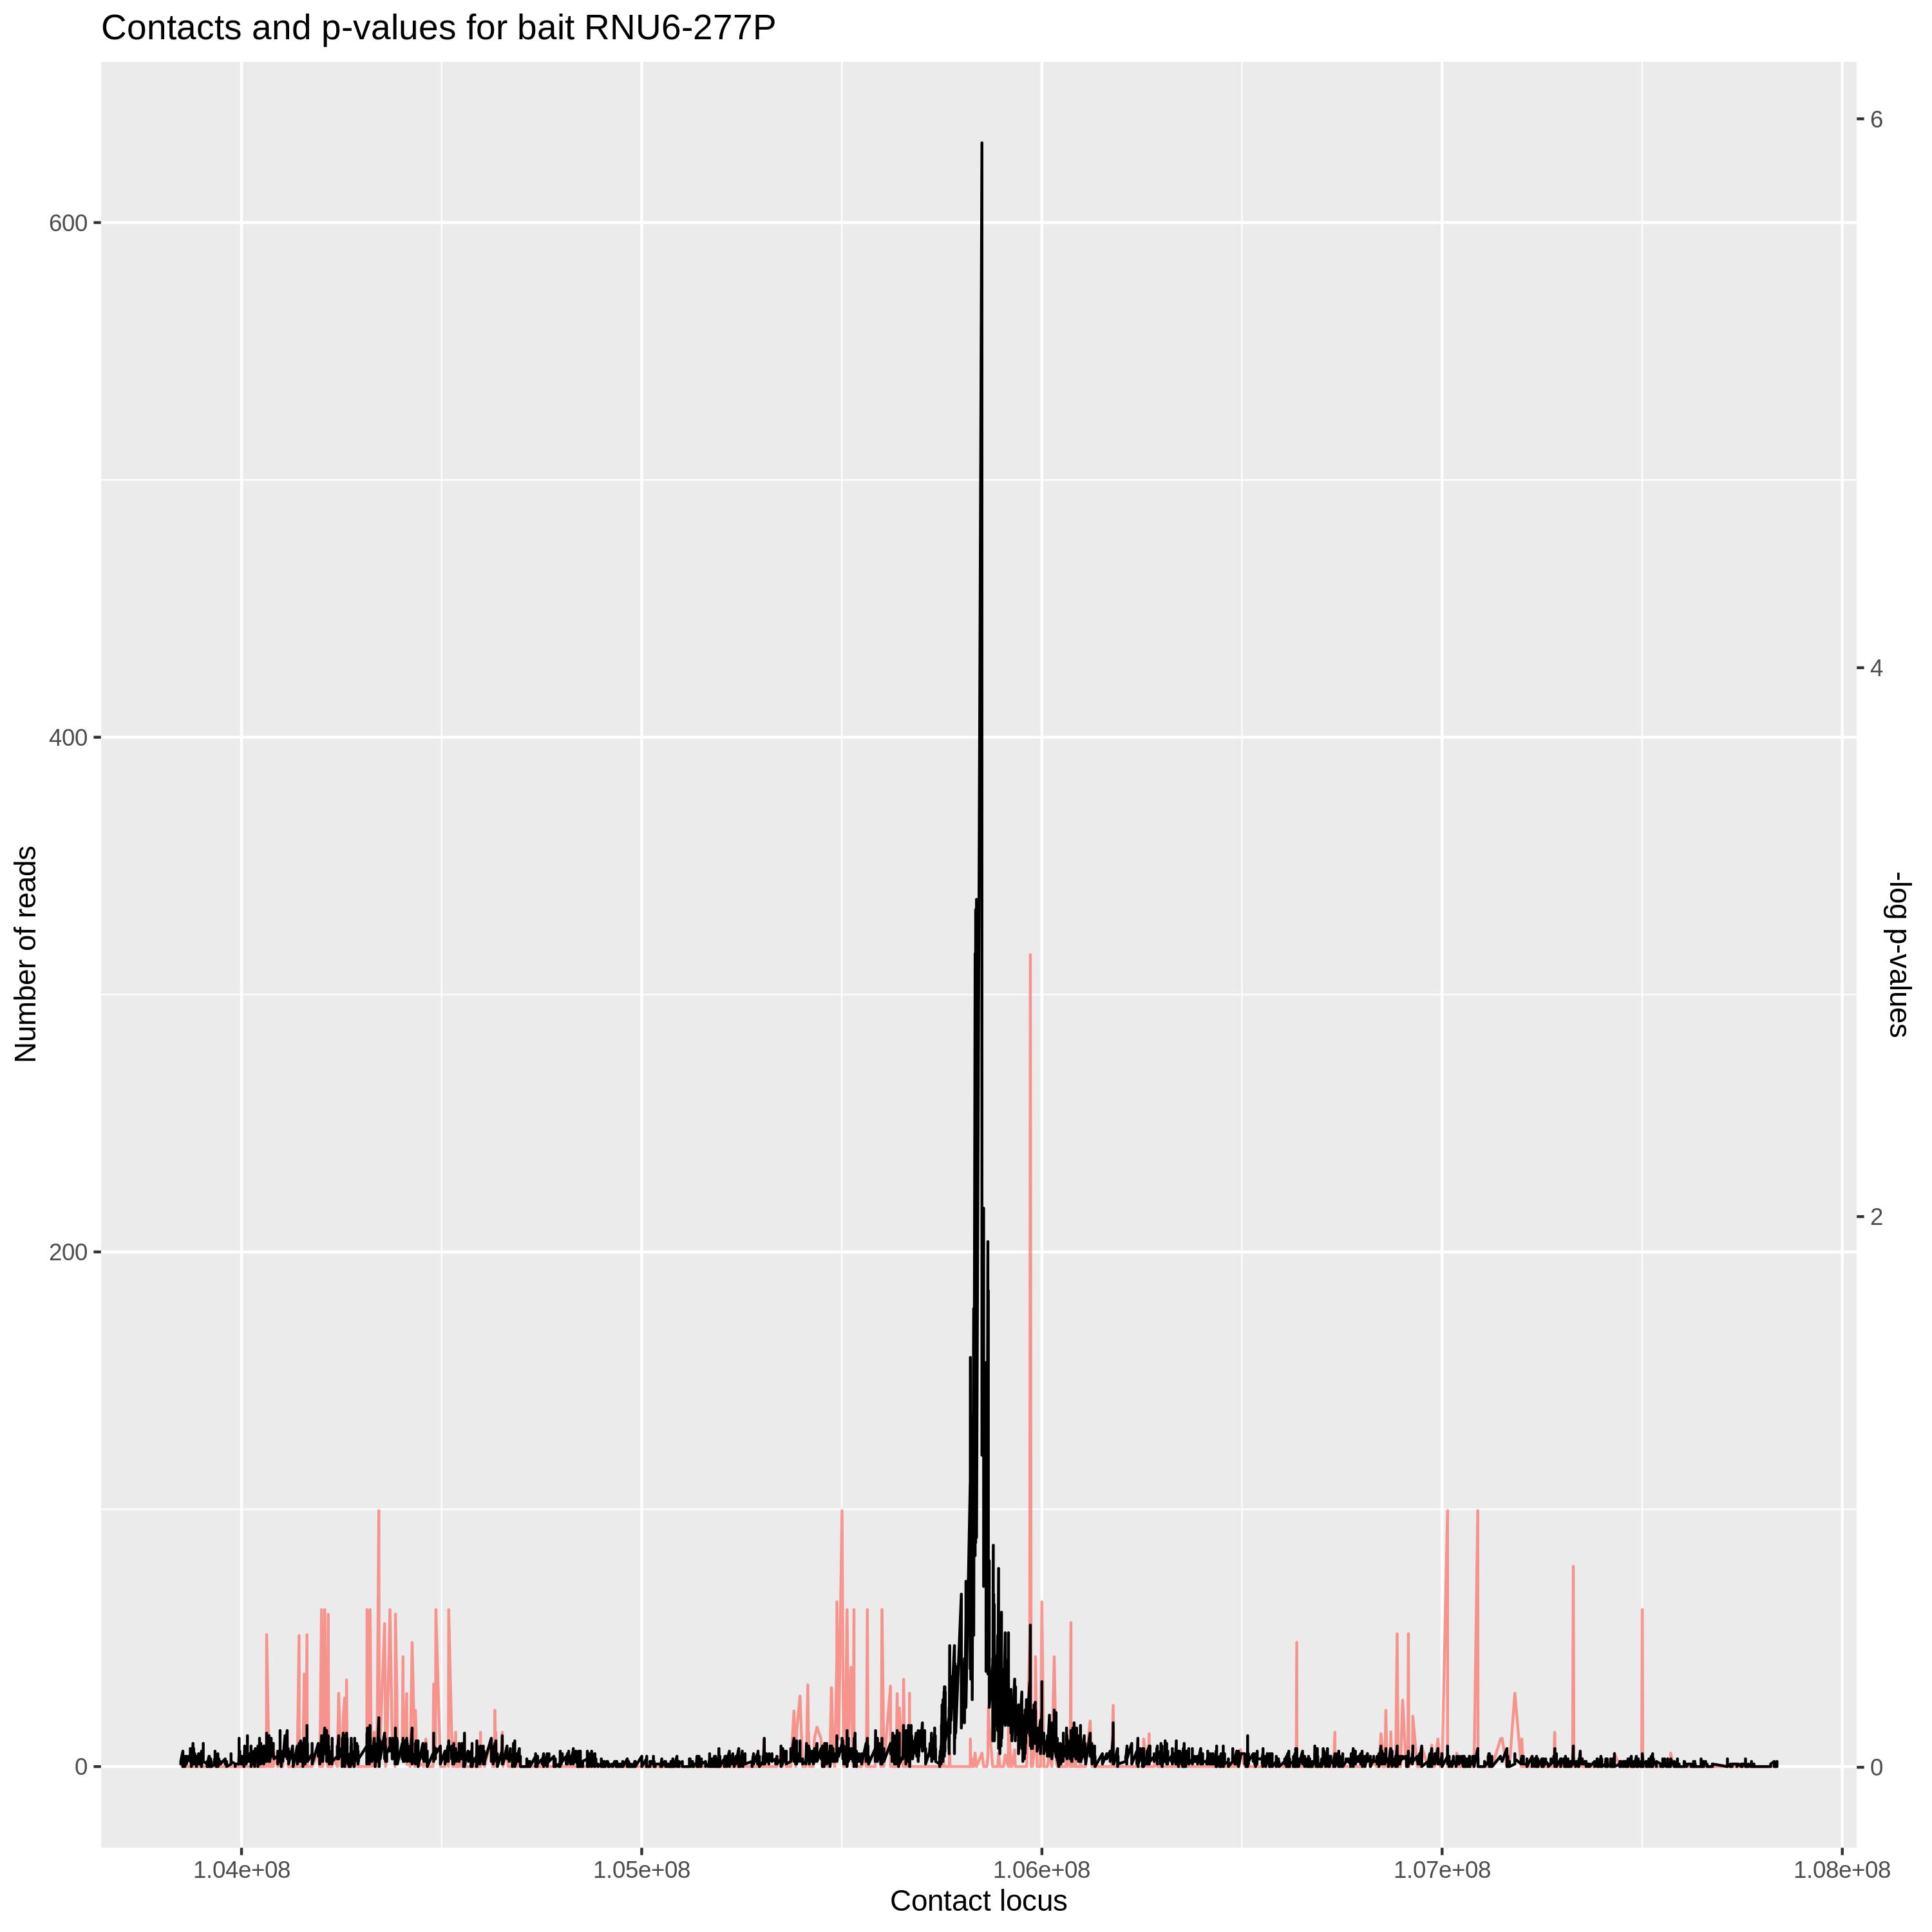 Contacts and p-values for bait RNU6-277P
600
400
200
0
6
4
2
0
Number of reads
-log p-values
1.04e+08 1.05e+08 1.06e+08 1.07e+08 1.08e+08
Contact locus